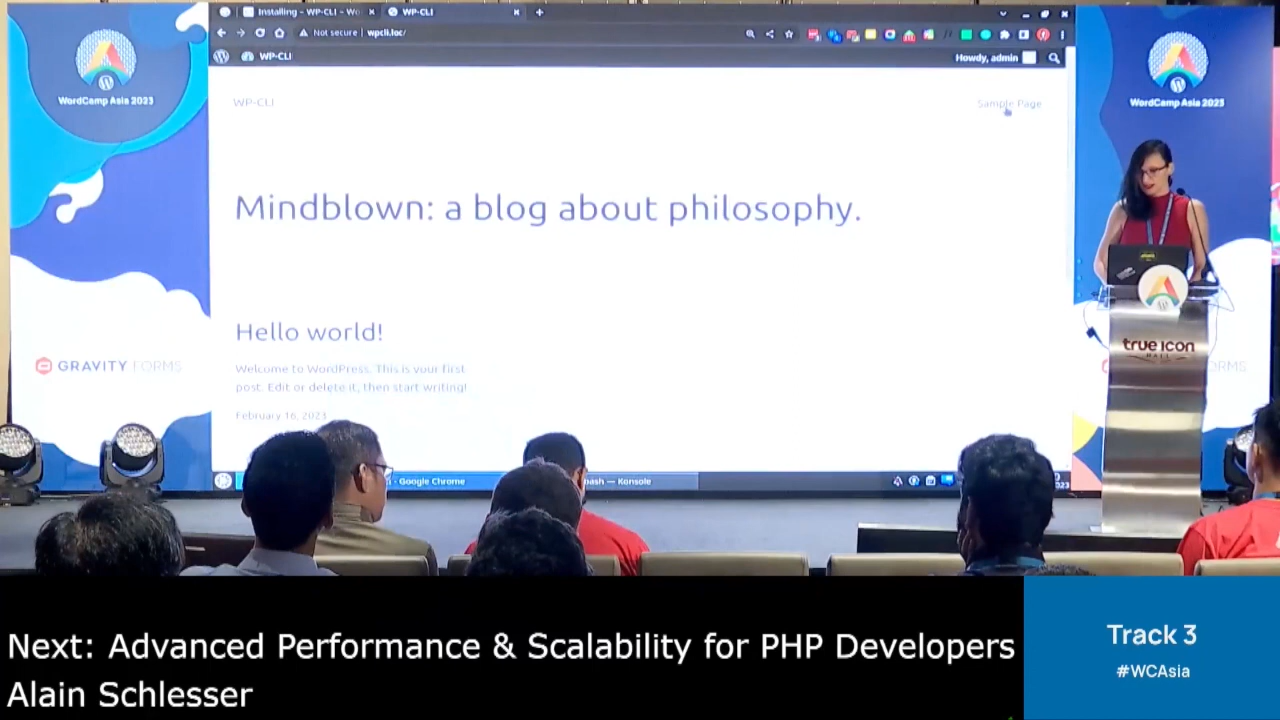 Installing – WP-CLI – Wo
WP-CLI
Not secure
wpcli.loc/
WP-CLI
Howdy, admin
WordCamp Asia 2023
WordCamp Asia 2023
WP-CLI
Sample Page
Mindblown: a blog about philosophy.
Hello world!
Welcome to WordPress. This is your first
post. Edit or delete it, then start writing!
February 16, 2023
GRAVITY FORMS
true icon
HALL
- Google Chrome
bash — Konsole
Next: Advanced Performance & Scalability for PHP Developers
Alain Schlesser
Track 3
#WCAsia